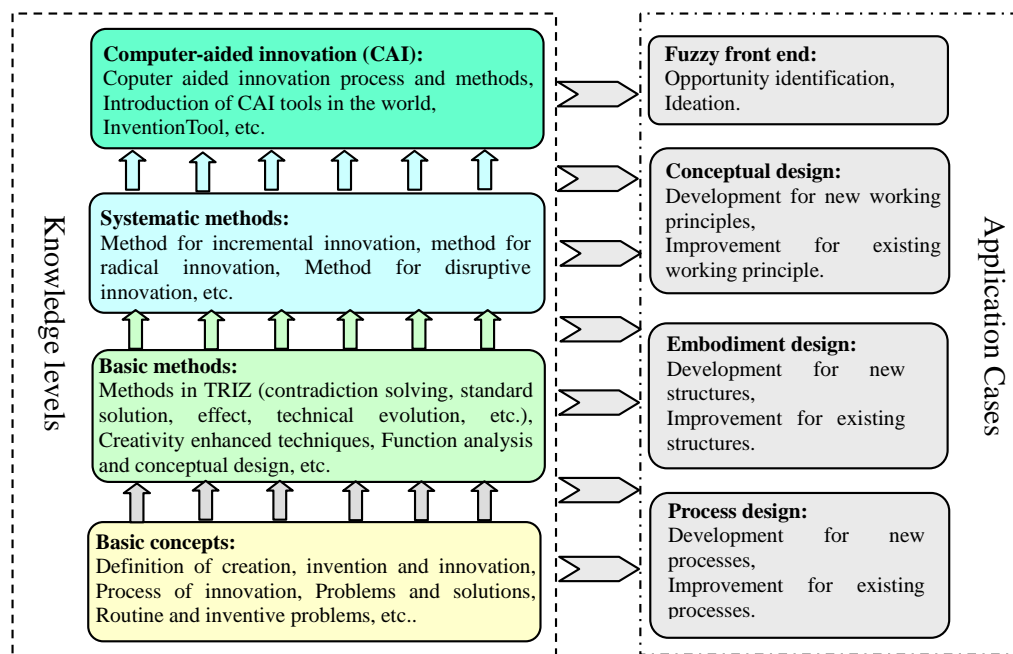 Knowledge levels
Computer-aided innovation (CAI):
Coputer aided innovation process and methods,
Introduction of CAI tools in the world,
InventionTool, etc.
Systematic methods:
Method for incremental innovation, method for
radical innovation, Method for disruptive
innovation, etc.
Basic methods:
Methods in TRIZ (contradiction solving, standard
solution, effect, technical evolution, etc.),
Creativity enhanced techniques, Function analysis
and conceptual design, etc.
Basic concepts:
Definition of creation, invention and innovation,
Process of innovation, Problems and solutions,
Routine and inventive problems, etc..
Fuzzy front end:
Opportunity identification,
Ideation.
Conceptual design:
Development for new working
principles,
Improvement for existing
working principle.
Embodiment design:
Development for new
structures,
Improvement for existing
structures.
Process design:
Development for new
processes,
Improvement for existing
processes.
Application Cases